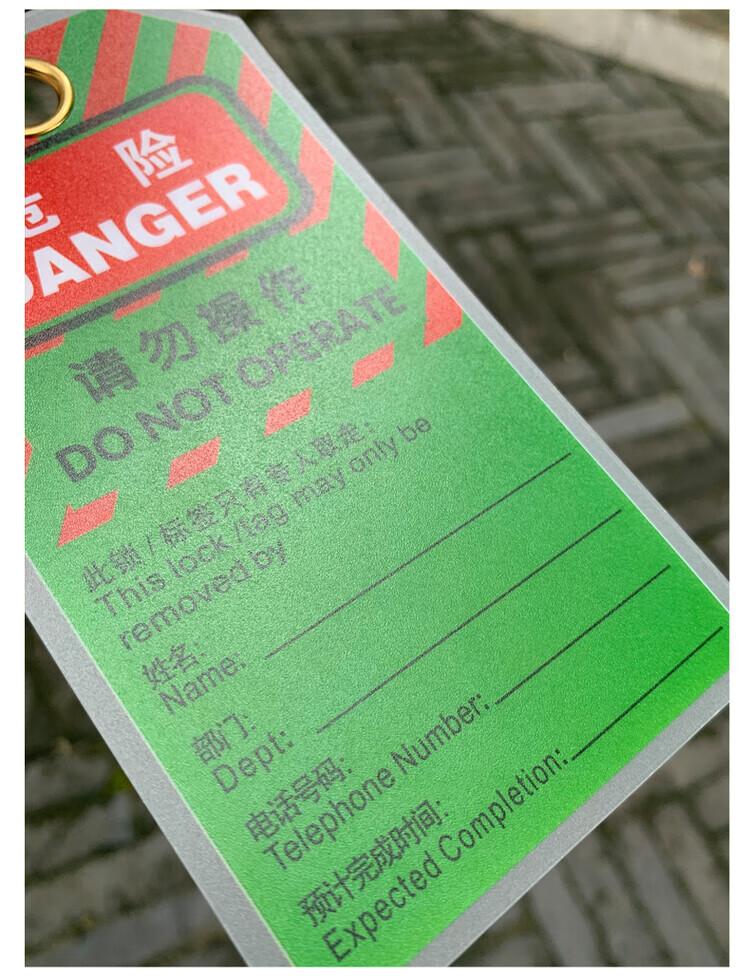 危 险
DANGER
请勿操作
DO NOT OPERATE
此锁/标签只有专人取走:
This lock/tag may only be
removed by
姓名:
Name:
部门:
Dept:
电话号码:
Telephone Number:
预计完成时间:
Expected Completion: